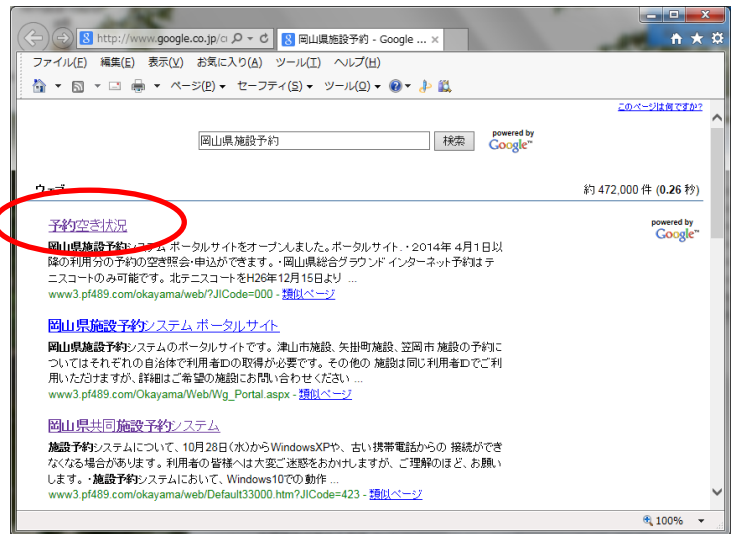 http://www.google.co.jp/c
岡山県施設予約 - Google ...
ファイル(F) 編集(E) 表示(V) お気に入り(A) ツール(T) ヘルプ(H)
ページ(P) セーフティ(S) ツール(O)
このページは何ですか?
岡山県施設予約 検索 powered by Google™
ウェブ 約 472,000 件 (0.26 秒)
予約空き状況 powered by Google™
岡山県施設予約システム ポータルサイトをオープンしました。ポータルサイト. ・2014年 4月1日以
降の利用分の予約の空き照会・申込ができます。・岡山県総合グラウンド インターネット予約はテ
ニスコートのみ可能です。北テニスコートをH26年12月15日より ...
www3.pf489.com/okayama/web/?JICode=000 - 類似ページ
岡山県施設予約システム ポータルサイト
岡山県施設予約システムのポータルサイトです。津山市施設、矢掛町施設、笠岡市 施設の予約に
ついてはそれぞれの自治体で利用者IDの取得が必要です。その他の 施設は同じ利用者IDでご利
用いただけますが、詳細はご希望の施設にお問い合わせください ...
www3.pf489.com/Okayama/Web/Wg_Portal.aspx - 類似ページ
岡山県共同施設予約システム
施設予約システムについて、10月28日(水)からWindowsXPや、古い携帯電話からの 接続ができ
なくなる場合があります。利用者の皆様へは大変ご迷惑をおかけしますが、ご理解のほど、お願い
します。・施設予約システムにおいて、Windows10での動作 ...
www3.pf489.com/okayama/web/Default33000.htm?JICode=423 - 類似ページ
100%